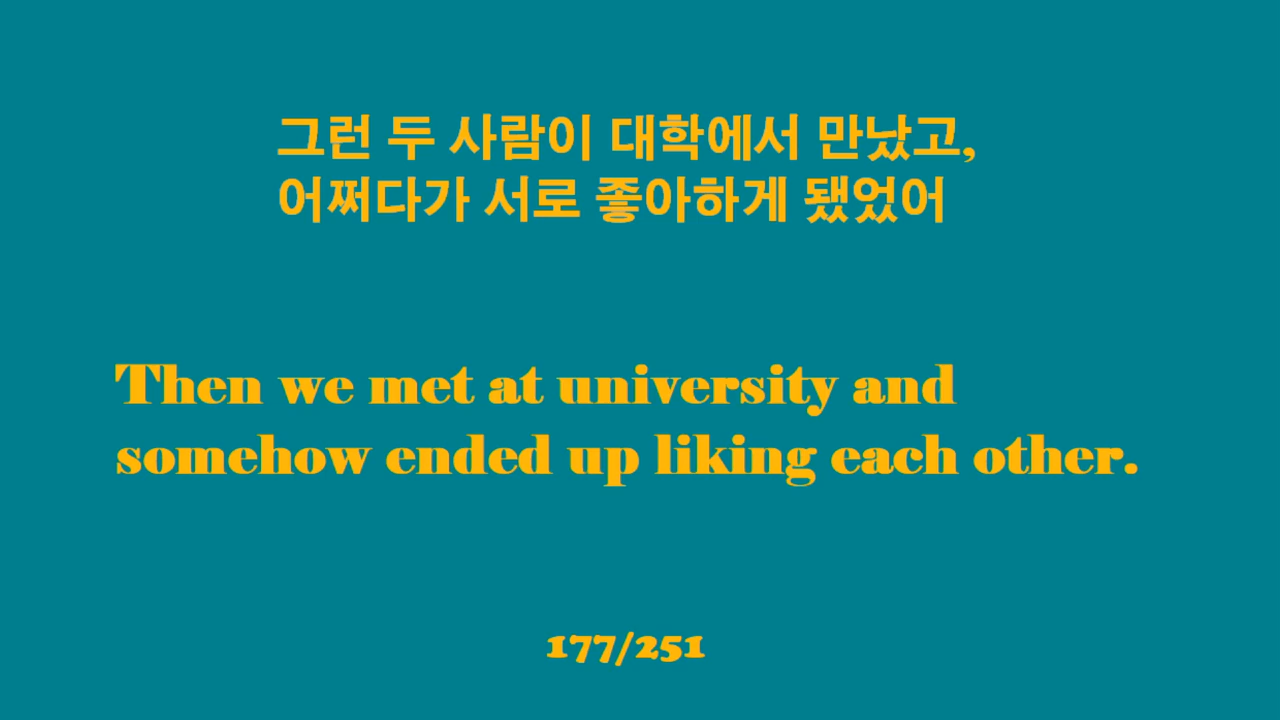 그런 두 사람이 대학에서 만났고,
어쩌다가 서로 좋아하게 됐었어
Then we met at university and
somehow ended up liking each other.
177/251